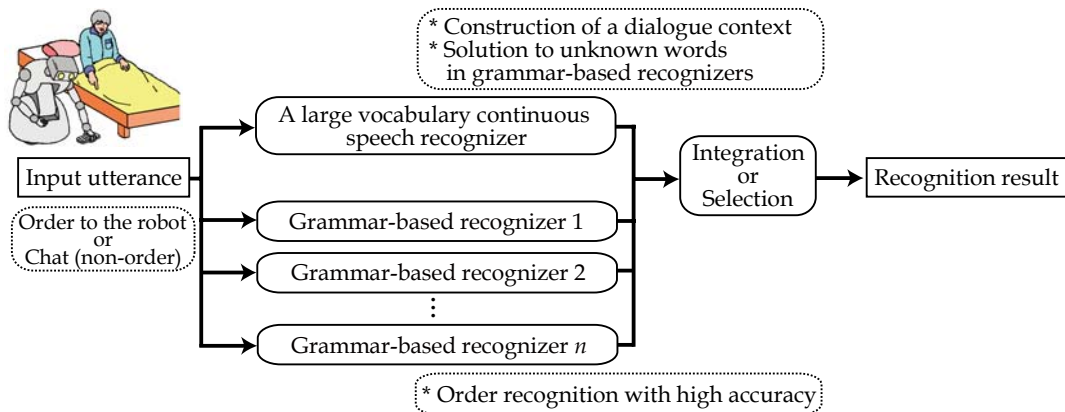 * Construction of a dialogue context
* Solution to unknown words
in grammar-based recognizers
A large vocabulary continuous
speech recognizer
Input utterance
Order to the robot
or
Chat (non-order)
Grammar-based recognizer 1
Grammar-based recognizer 2
⋮
Grammar-based recognizer n
Integration
or
Selection
Recognition result
* Order recognition with high accuracy